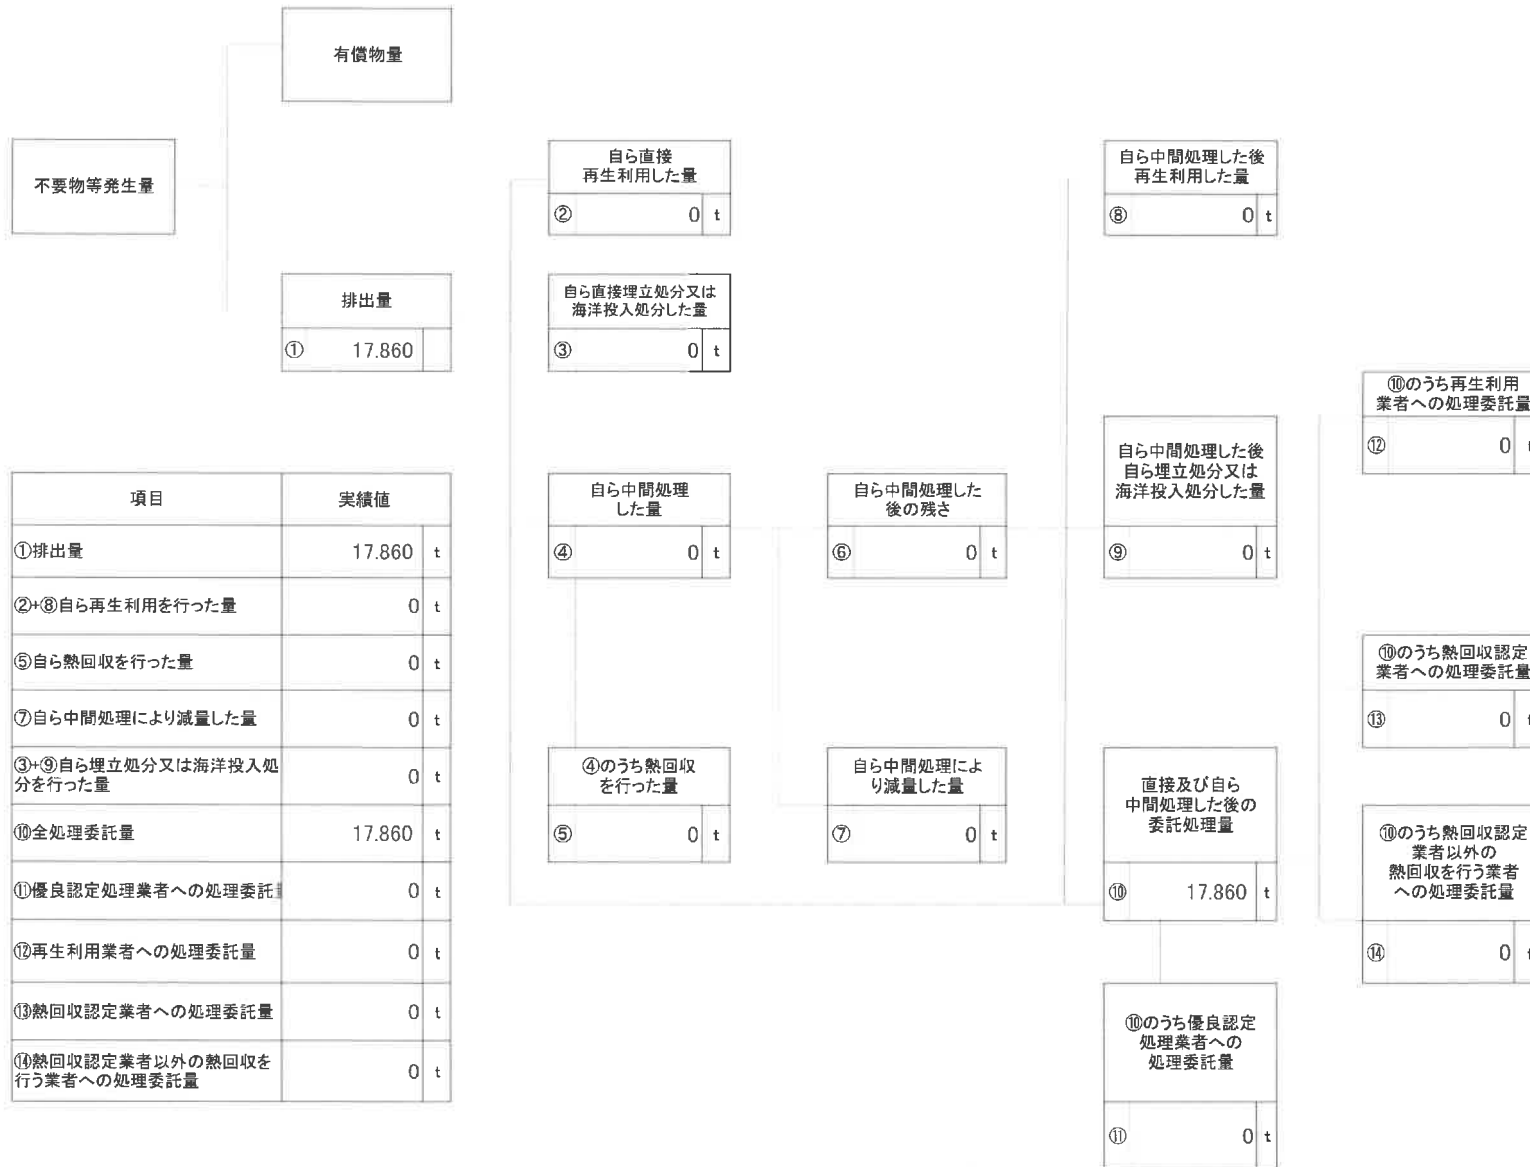 有償物量
不要物等発生量
自ら直接
再生利用した量
② 0 t
自ら中間処理した後
再生利用した量
⑧ 0 t
排出量
① 17.860
自ら直接埋立処分又は
海洋投入処分した量
③ 0 t
⑩のうち再生利用
業者への処理委託量
⑫ 0 t
自ら中間処理
した量
④ 0 t
自ら中間処理した
後の残さ
⑥ 0 t
自ら中間処理した後
自ら埋立処分又は
海洋投入処分した量
⑨ 0 t
⑩のうち熱回収認定
業者への処理委託量
⑬ 0 t
④のうち熱回収
を行った量
⑤ 0 t
自ら中間処理によ
り減量した量
⑦ 0 t
直接及び自ら
中間処理した後の
委託処理量
⑩ 17.860 t
⑩のうち熱回収認定
業者以外の
熱回収を行う業者
への処理委託量
⑭ 0 t
⑩のうち優良認定
処理業者への
処理委託量
⑪ 0 t
項目 実績値
①排出量 17.860 t
②+⑧自ら再生利用を行った量 0 t
⑤自ら熱回収を行った量 0 t
⑦自ら中間処理により減量した量 0 t
③+⑨自ら埋立処分又は海洋投入処
分を行った量 0 t
⑩全処理委託量 17.860 t
⑪優良認定処理業者への処理委託 0 t
⑫再生利用業者への処理委託量 0 t
⑬熱回収認定業者への処理委託量 0 t
⑭熱回収認定業者以外の熱回収を
行う業者への処理委託量 0 t